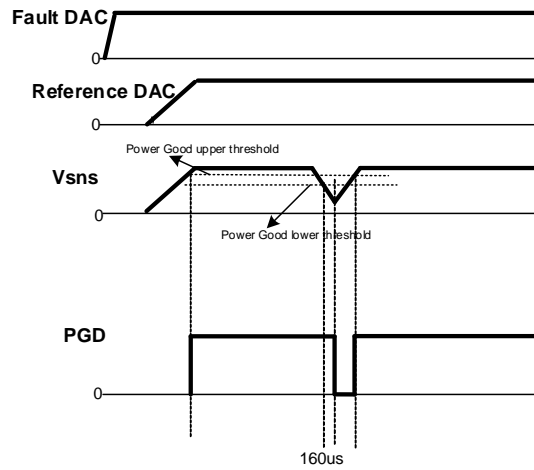 Fault DAC
0
Reference DAC
0
Power Good upper threshold
Vsns
0
Power Good lower threshold
PGD
0
160us